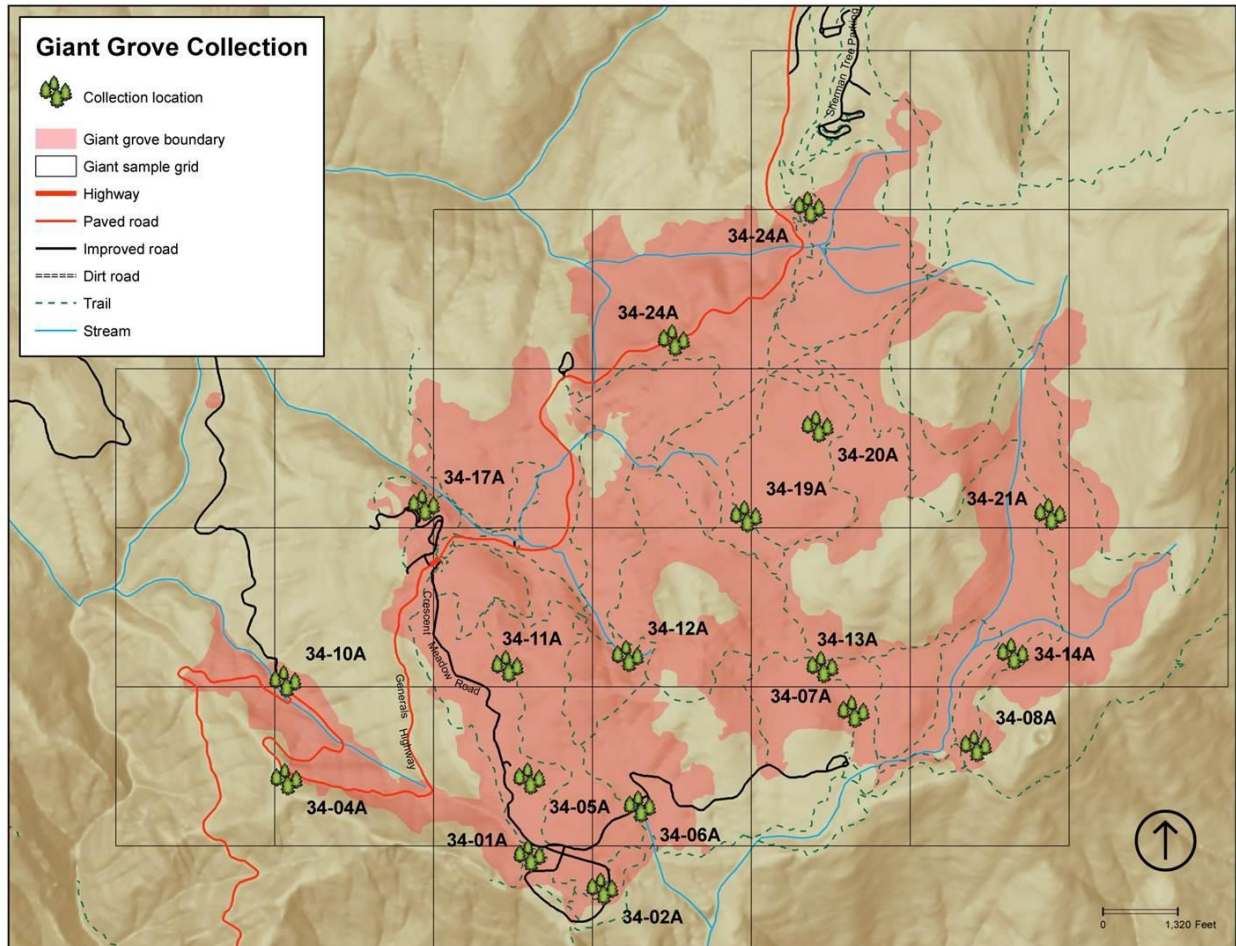 Giant Grove Collection
Collection location
Giant grove boundary
Giant sample grid
Highway
Paved road
Improved road
Dirt road
Trail
Stream
Sherman Tree Parking
34-24A
34-24A
34-20A
34-17A
34-19A
34-21A
Crescent Meadow Road
Generals Highway
34-11A
34-12A
34-13A
34-14A
34-10A
34-07A
34-08A
34-04A
34-05A
34-06A
34-01A
34-02A
0 1,320 Feet